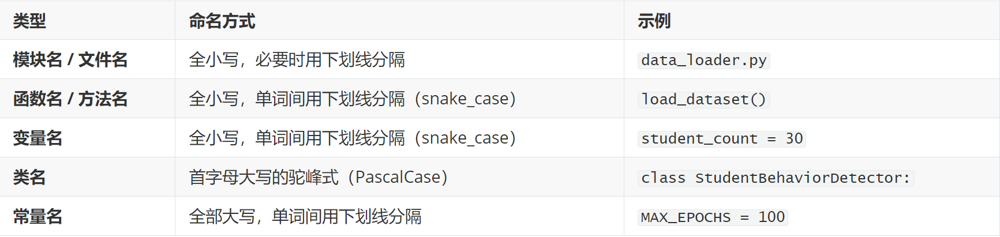 类型 命名方式 示例
模块名 / 文件名 全小写，必要时用下划线分隔 data_loader.py
函数名 / 方法名 全小写，单词间用下划线分隔（snake_case） load_dataset()
变量名 全小写，单词间用下划线分隔（snake_case） student_count = 30
类名 首字母大写的驼峰式（PascalCase） class StudentBehaviorDetector:
常量名 全部大写，单词间用下划线分隔 MAX_EPOCHS = 100